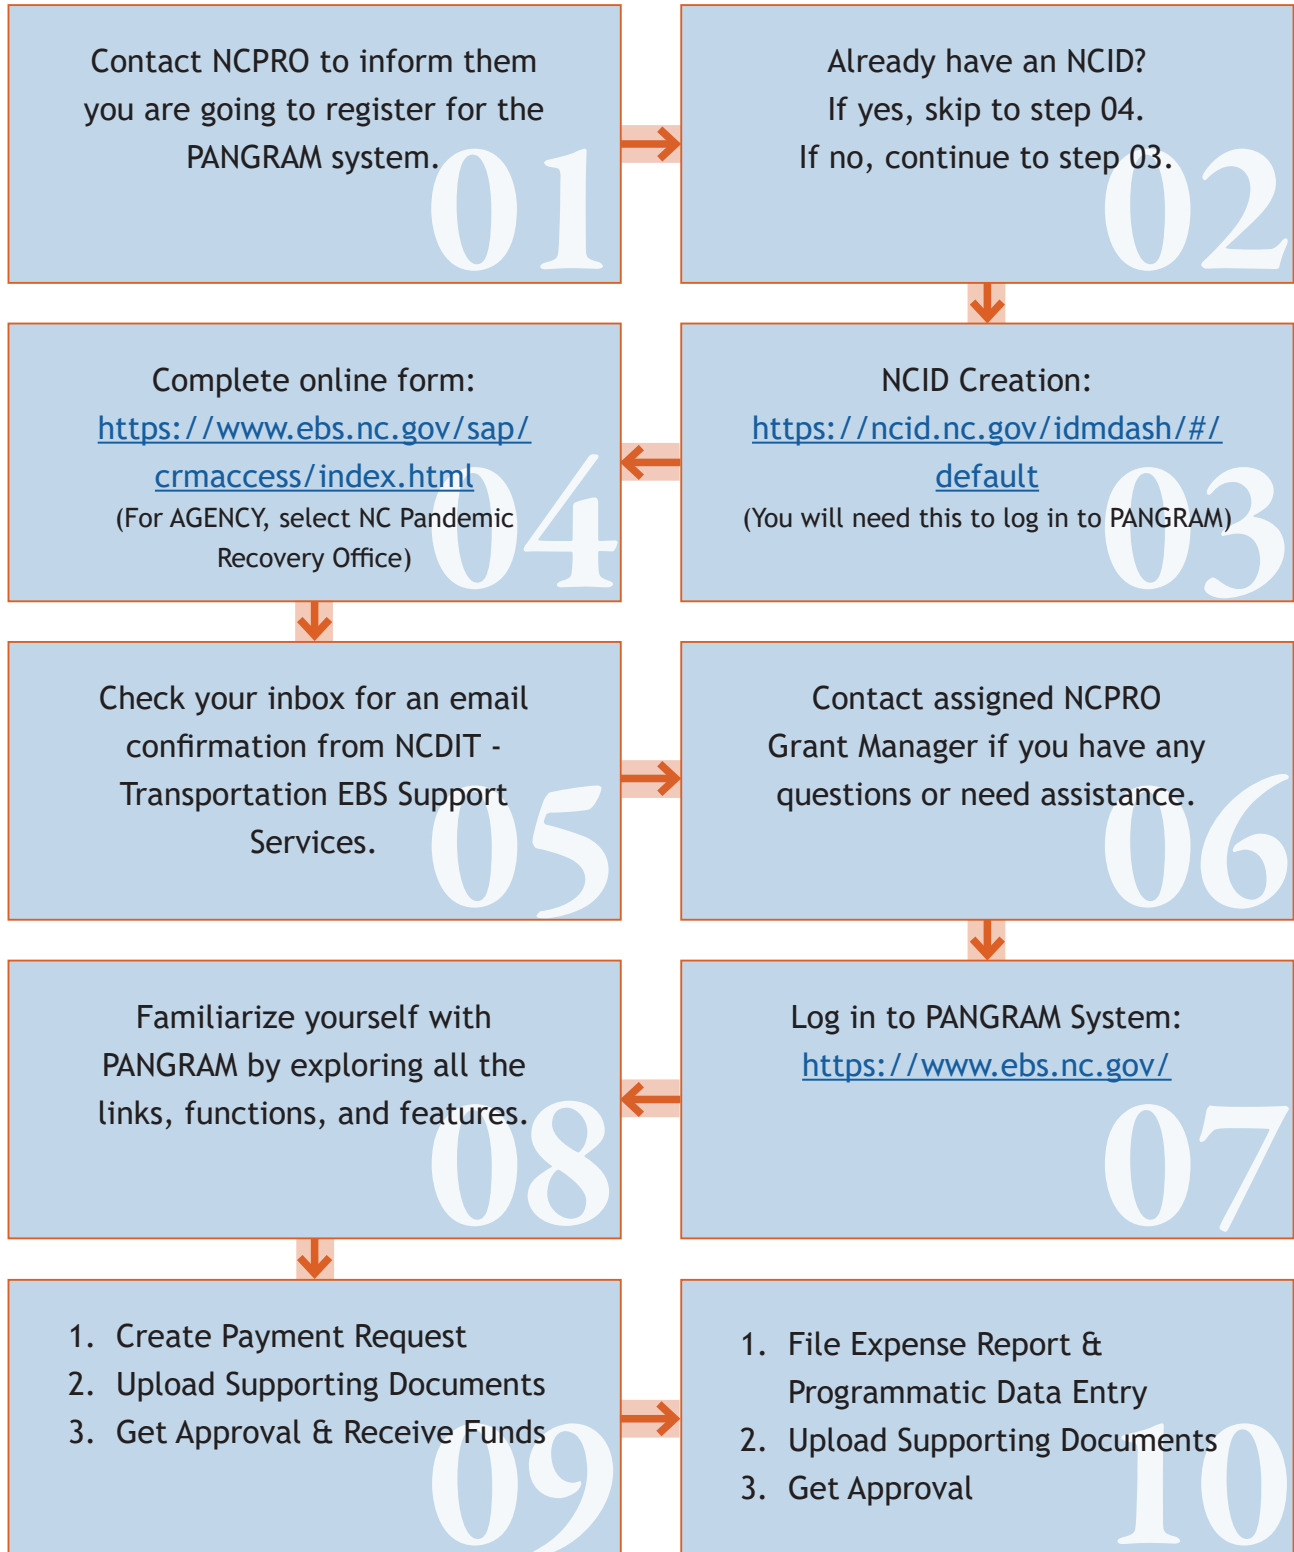 Contact NCPRO to inform them
you are going to register for the
PANGRAM system.
01
Already have an NCID?
If yes, skip to step 04.
If no, continue to step 03.
02
NCID Creation:
https://ncid.nc.gov/idmdash/#/
default
(You will need this to log in to PANGRAM)
03
Complete online form:
https://www.ebs.nc.gov/sap/
crmaccess/index.html
(For AGENCY, select NC Pandemic
Recovery Office)
04
Check your inbox for an email
confirmation from NCDIT -
Transportation EBS Support
Services.
05
Contact assigned NCPRO
Grant Manager if you have any
questions or need assistance.
06
Log in to PANGRAM System:
https://www.ebs.nc.gov/
07
Familiarize yourself with
PANGRAM by exploring all the
links, functions, and features.
08
1. Create Payment Request
2. Upload Supporting Documents
3. Get Approval & Receive Funds
09
1. File Expense Report &
Programmatic Data Entry
2. Upload Supporting Documents
3. Get Approval
10